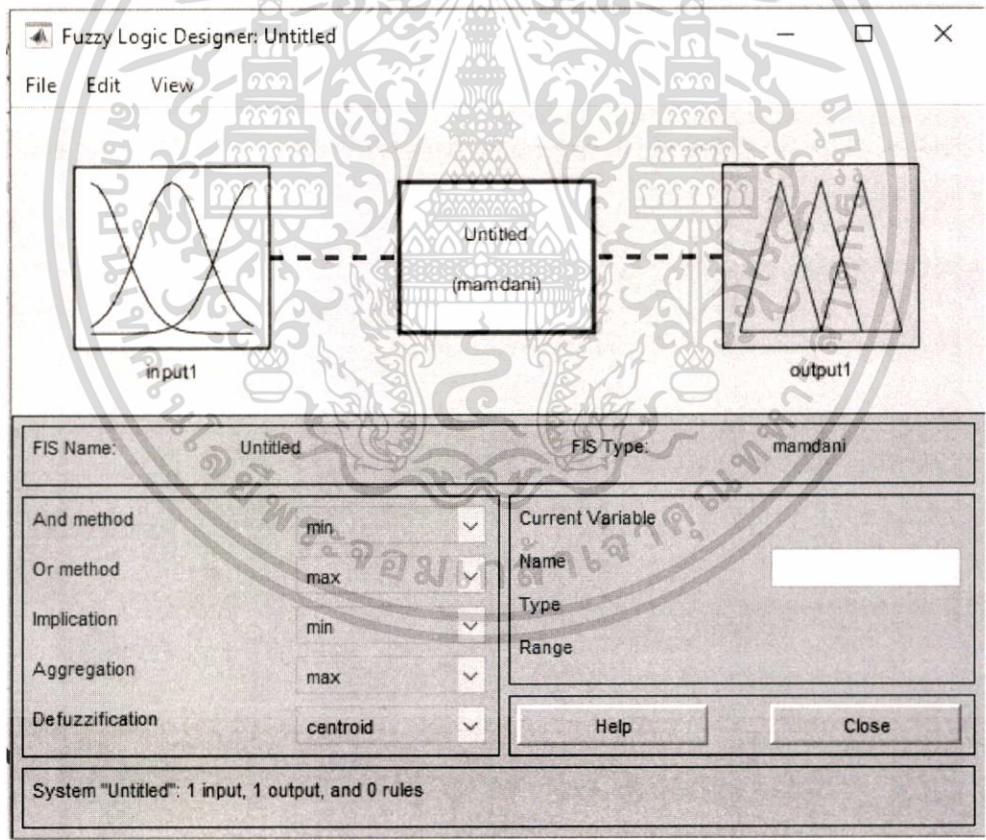 Fuzzy Logic Designer: Untitled
File Edit View
Untitled
(mamdani)
input1
output1
FIS Name: Untitled FIS Type: mamdani
And method min
Or method max
Implication min
Aggregation max
Defuzzification centroid
Current Variable
Name
Type
Range
Help Close
System "Untitled": 1 input, 1 output, and 0 rules